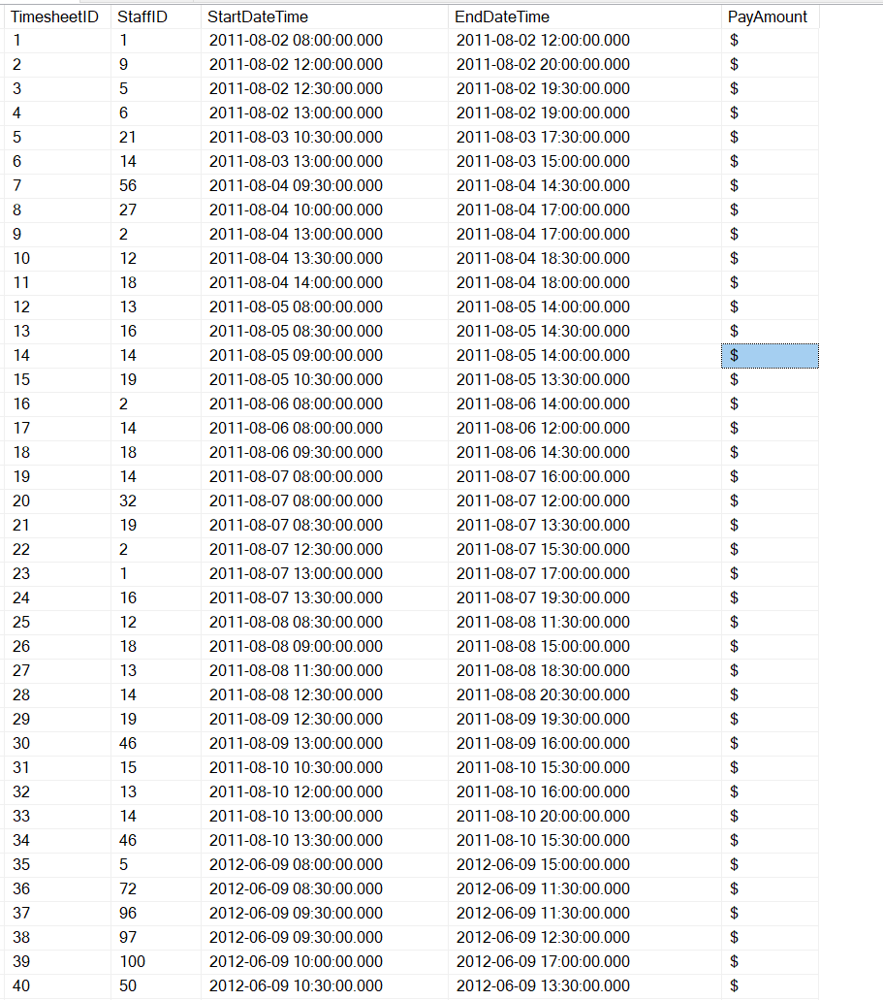 TimesheetID StaffID StartDateTime EndDateTime PayAmount
1 1 2011-08-02 08:00:00.000 2011-08-02 12:00:00.000 $
2 9 2011-08-02 12:00:00.000 2011-08-02 20:00:00.000 $
3 5 2011-08-02 12:30:00.000 2011-08-02 19:30:00.000 $
4 6 2011-08-02 13:00:00.000 2011-08-02 19:00:00.000 $
5 21 2011-08-03 10:30:00.000 2011-08-03 17:30:00.000 $
6 14 2011-08-03 13:00:00.000 2011-08-03 15:00:00.000 $
7 56 2011-08-04 09:30:00.000 2011-08-04 14:30:00.000 $
8 27 2011-08-04 10:00:00.000 2011-08-04 17:00:00.000 $
9 2 2011-08-04 13:00:00.000 2011-08-04 17:00:00.000 $
10 12 2011-08-04 13:30:00.000 2011-08-04 18:30:00.000 $
11 18 2011-08-04 14:00:00.000 2011-08-04 18:00:00.000 $
12 13 2011-08-05 08:00:00.000 2011-08-05 14:00:00.000 $
13 16 2011-08-05 08:30:00.000 2011-08-05 14:30:00.000 $
14 14 2011-08-05 09:00:00.000 2011-08-05 14:00:00.000 $
15 19 2011-08-05 10:30:00.000 2011-08-05 13:30:00.000 $
16 2 2011-08-06 08:00:00.000 2011-08-06 14:00:00.000 $
17 14 2011-08-06 08:00:00.000 2011-08-06 12:00:00.000 $
18 18 2011-08-06 09:30:00.000 2011-08-06 14:30:00.000 $
19 14 2011-08-07 08:00:00.000 2011-08-07 16:00:00.000 $
20 32 2011-08-07 08:00:00.000 2011-08-07 12:00:00.000 $
21 19 2011-08-07 08:30:00.000 2011-08-07 13:30:00.000 $
22 2 2011-08-07 12:30:00.000 2011-08-07 15:30:00.000 $
23 1 2011-08-07 13:00:00.000 2011-08-07 17:00:00.000 $
24 16 2011-08-07 13:30:00.000 2011-08-07 19:30:00.000 $
25 12 2011-08-08 08:30:00.000 2011-08-08 11:30:00.000 $
26 18 2011-08-08 09:00:00.000 2011-08-08 15:00:00.000 $
27 13 2011-08-08 11:30:00.000 2011-08-08 18:30:00.000 $
28 14 2011-08-08 12:30:00.000 2011-08-08 20:30:00.000 $
29 19 2011-08-09 12:30:00.000 2011-08-09 19:30:00.000 $
30 46 2011-08-09 13:00:00.000 2011-08-09 16:00:00.000 $
31 15 2011-08-10 10:30:00.000 2011-08-10 15:30:00.000 $
32 13 2011-08-10 12:00:00.000 2011-08-10 16:00:00.000 $
33 14 2011-08-10 13:00:00.000 2011-08-10 20:00:00.000 $
34 46 2011-08-10 13:30:00.000 2011-08-10 15:30:00.000 $
35 5 2012-06-09 08:00:00.000 2012-06-09 15:00:00.000 $
36 72 2012-06-09 08:30:00.000 2012-06-09 11:30:00.000 $
37 96 2012-06-09 09:30:00.000 2012-06-09 11:30:00.000 $
38 97 2012-06-09 09:30:00.000 2012-06-09 12:30:00.000 $
39 100 2012-06-09 10:00:00.000 2012-06-09 17:00:00.000 $
40 50 2012-06-09 10:30:00.000 2012-06-09 13:30:00.000 $